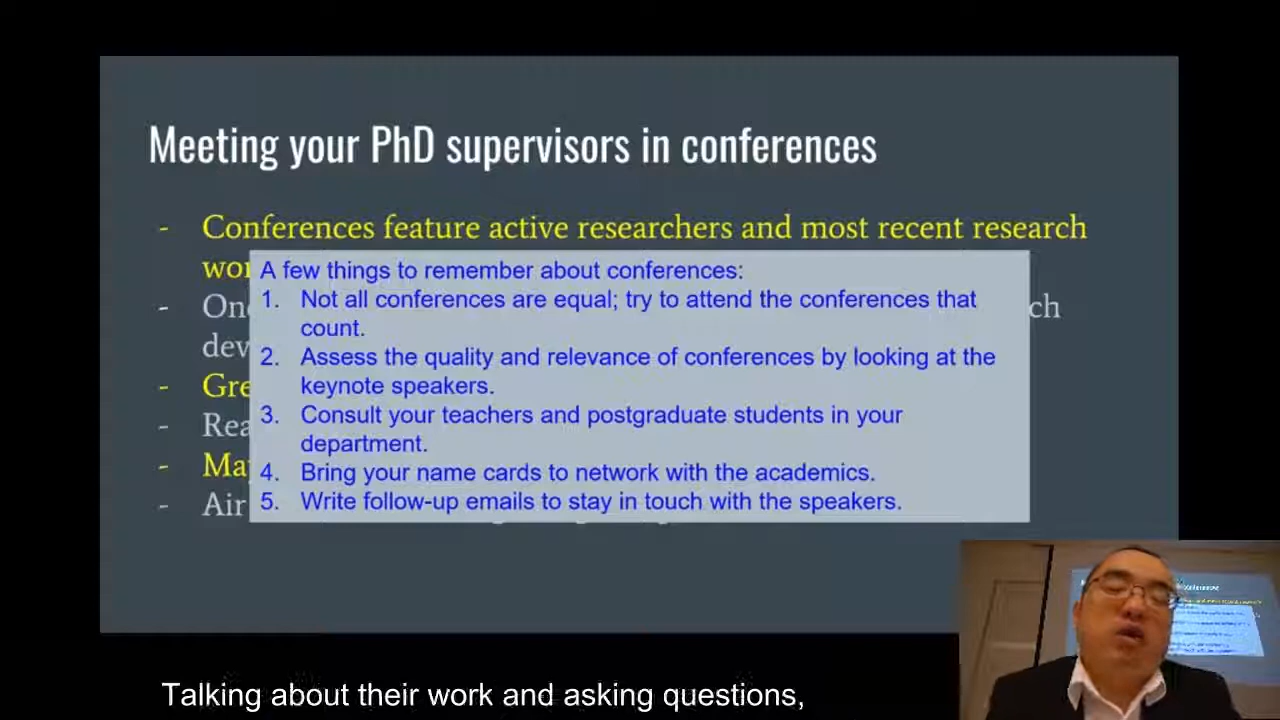 Meeting your PhD supervisors in conferences
- Conferences feature active researchers and most recent research
A few things to remember about conferences:
1. Not all conferences are equal; try to attend the conferences that
count.
2. Assess the quality and relevance of conferences by looking at the
keynote speakers.
3. Consult your teachers and postgraduate students in your
department.
4. Bring your name cards to network with the academics.
5. Write follow-up emails to stay in touch with the speakers.
- Air
Talking about their work and asking questions,